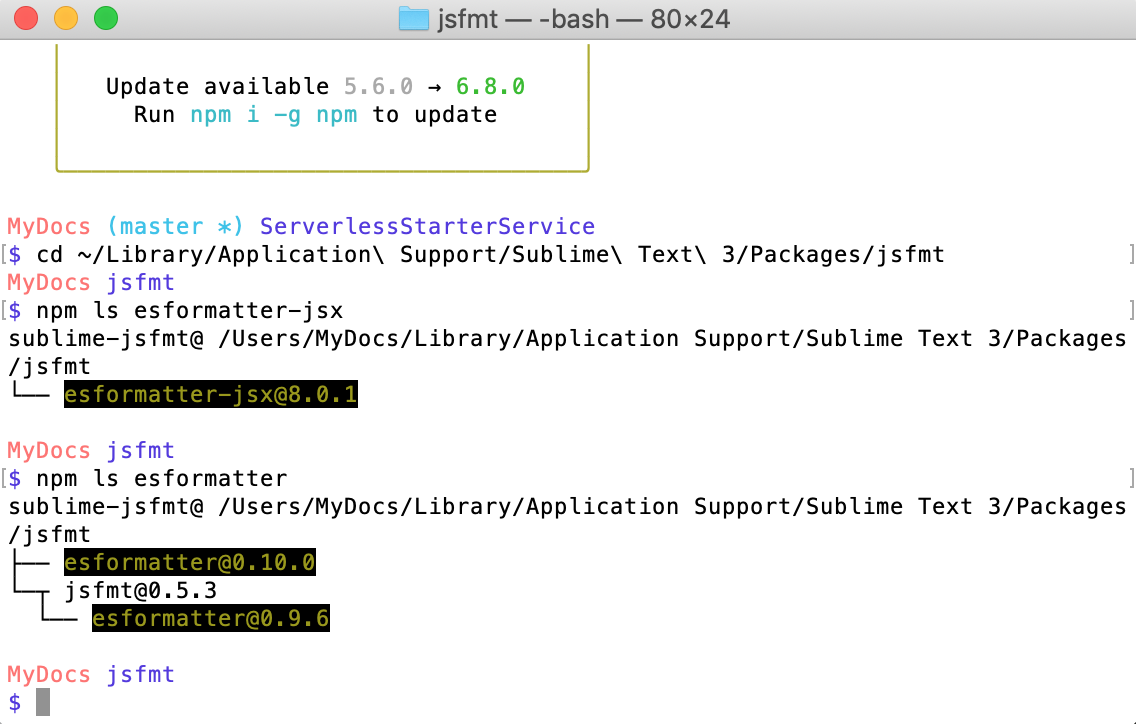 jsfmt — -bash — 80×24
Update available 5.6.0 → 6.8.0
Run npm i -g npm to update
MyDocs (master *) ServerlessStarterService
[$ cd ~/Library/Application\ Support/Sublime\ Text\ 3/Packages/jsfmt ]
MyDocs jsfmt
[$ npm ls esformatter-jsx ]
sublime-jsfmt@ /Users/MyDocs/Library/Application Support/Sublime Text 3/Packages
/jsfmt
└── esformatter-jsx@8.0.1
MyDocs jsfmt
[$ npm ls esformatter ]
sublime-jsfmt@ /Users/MyDocs/Library/Application Support/Sublime Text 3/Packages
/jsfmt
├── esformatter@0.10.0
└─┬ jsfmt@0.5.3
  └── esformatter@0.9.6
MyDocs jsfmt
$